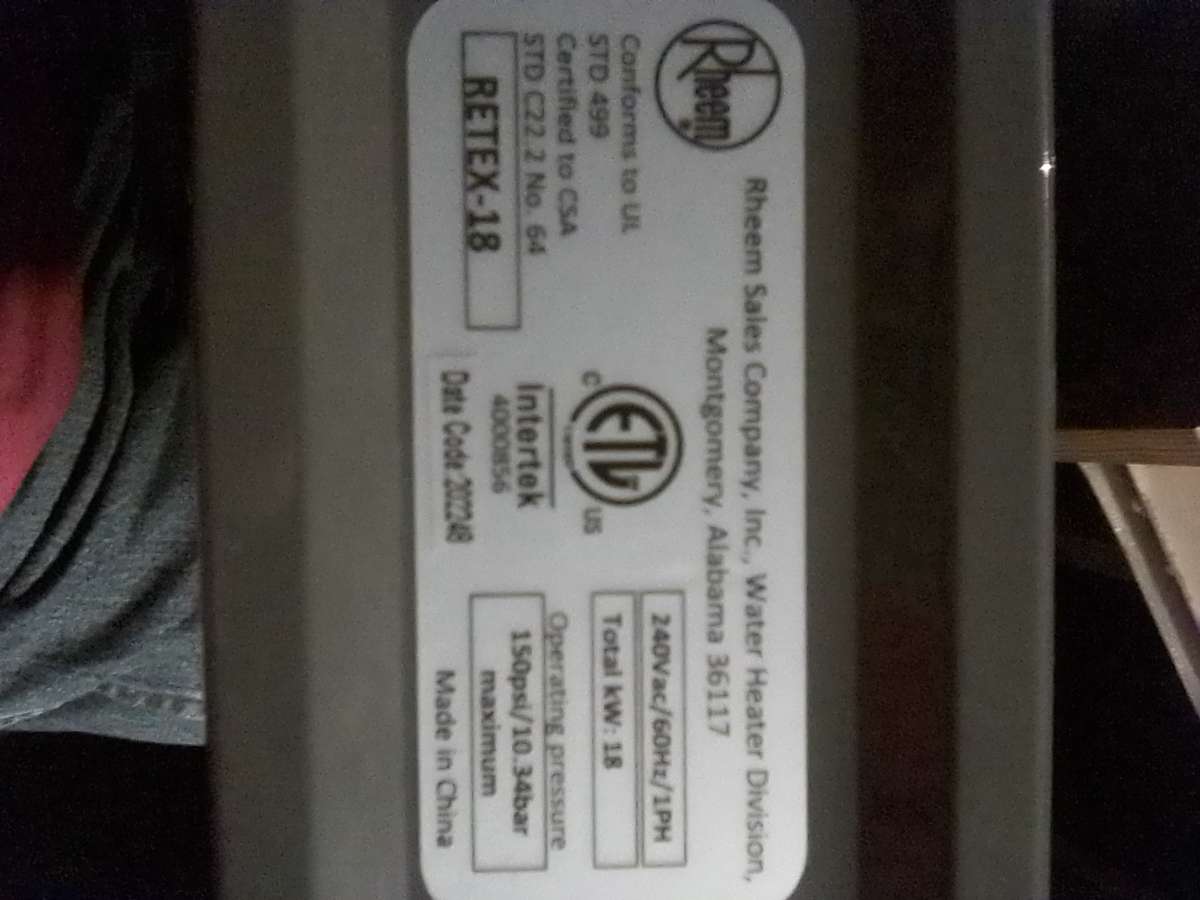 Rheem
Rheem Sales Company, Inc., Water Heater Division,
Montgomery, Alabama 36117
Conforms to UL
STD 499
Certified to CSA
STD C22.2 No. 64
RETEX-18
ETL
C
US
Intertek
4000856
Date Code 202248
240Vac/60Hz/1PH
Total kW: 18
Operating pressure
150psi/10.34bar
maximum
Made in China